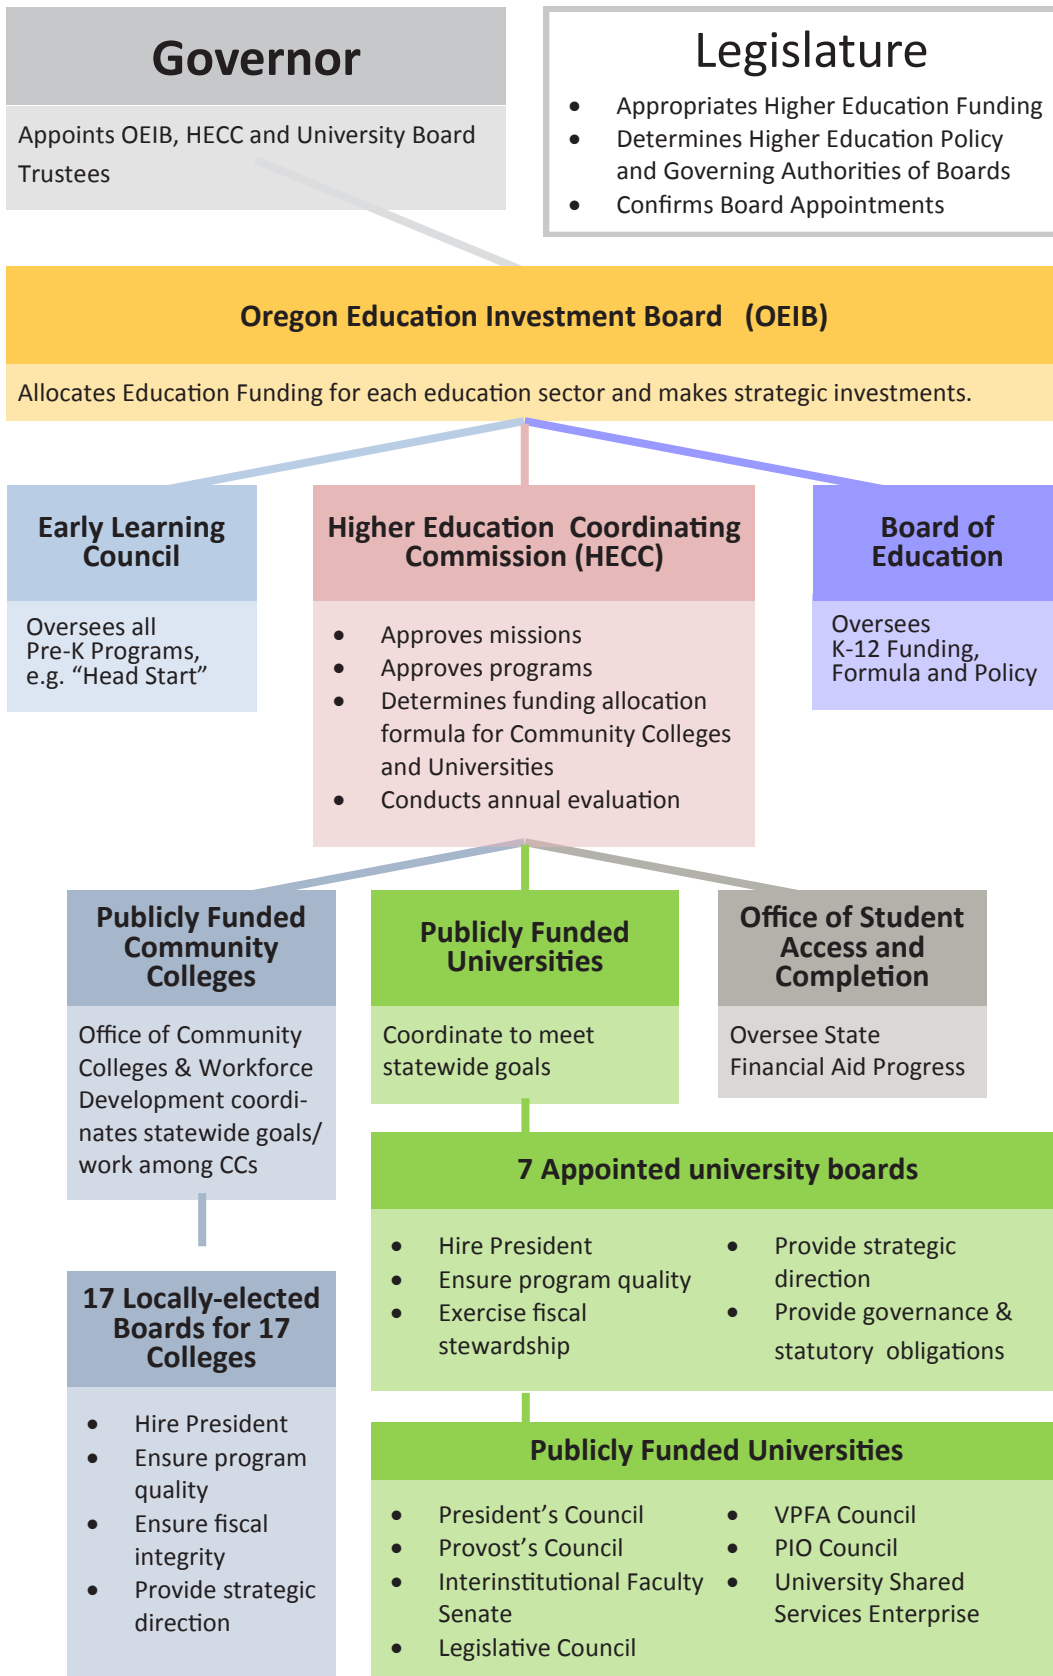 Governor
Appoints OEIB, HECC and University Board
Trustees
Legislature
• Appropriates Higher Education Funding
• Determines Higher Education Policy
and Governing Authorities of Boards
• Confirms Board Appointments
Oregon Education Investment Board (OEIB)
Allocates Education Funding for each education sector and makes strategic investments.
Early Learning
Council
Oversees all
Pre-K Programs,
e.g. “Head Start”
Higher Education Coordinating
Commission (HECC)
• Approves missions
• Approves programs
• Determines funding allocation
formula for Community Colleges
and Universities
• Conducts annual evaluation
Board of
Education
Oversees
K-12 Funding,
Formula and Policy
Publicly Funded
Community
Colleges
Office of Community
Colleges & Workforce
Development coordi-
nates statewide goals/
work among CCs
Publicly Funded
Universities
Coordinate to meet
statewide goals
Office of Student
Access and
Completion
Oversee State
Financial Aid Progress
7 Appointed university boards
• Hire President
• Ensure program quality
• Exercise fiscal
stewardship
• Provide strategic
direction
• Provide governance &
statutory obligations
17 Locally-elected
Boards for 17
Colleges
• Hire President
• Ensure program
quality
• Ensure fiscal
integrity
• Provide strategic
direction
Publicly Funded Universities
• President’s Council
• Provost’s Council
• Interinstitutional Faculty
Senate
• Legislative Council
• VPFA Council
• PIO Council
• University Shared
Services Enterprise